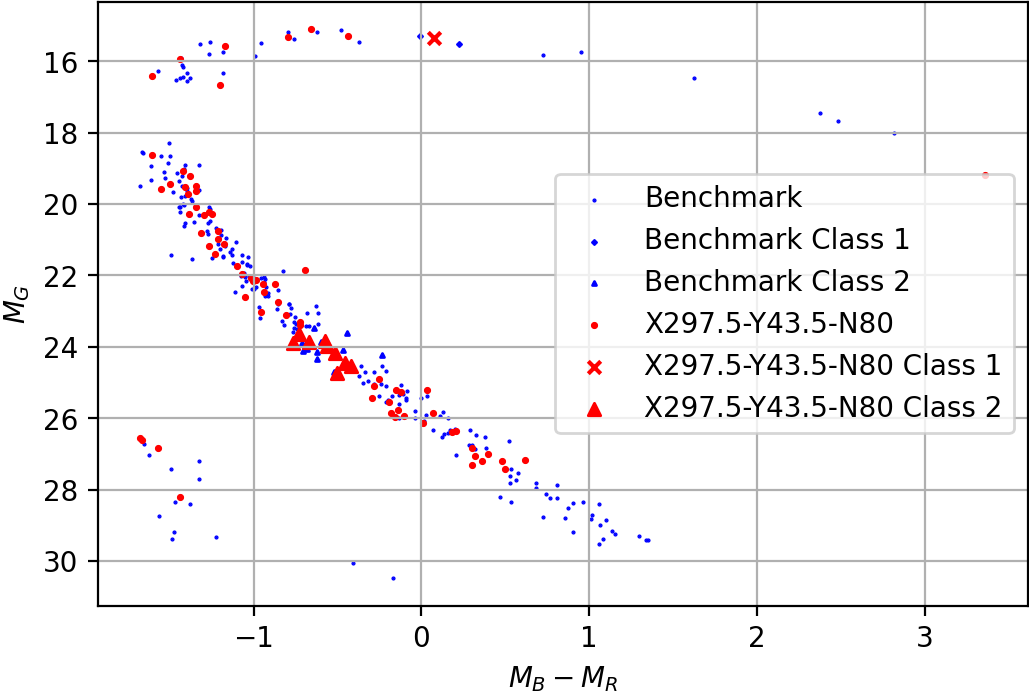 16
18
20
22
24
26
28
30
M_G
Benchmark
Benchmark Class 1
Benchmark Class 2
X297.5-Y43.5-N80
X297.5-Y43.5-N80 Class 1
X297.5-Y43.5-N80 Class 2
−1 0 1 2 3
M_B − M_R